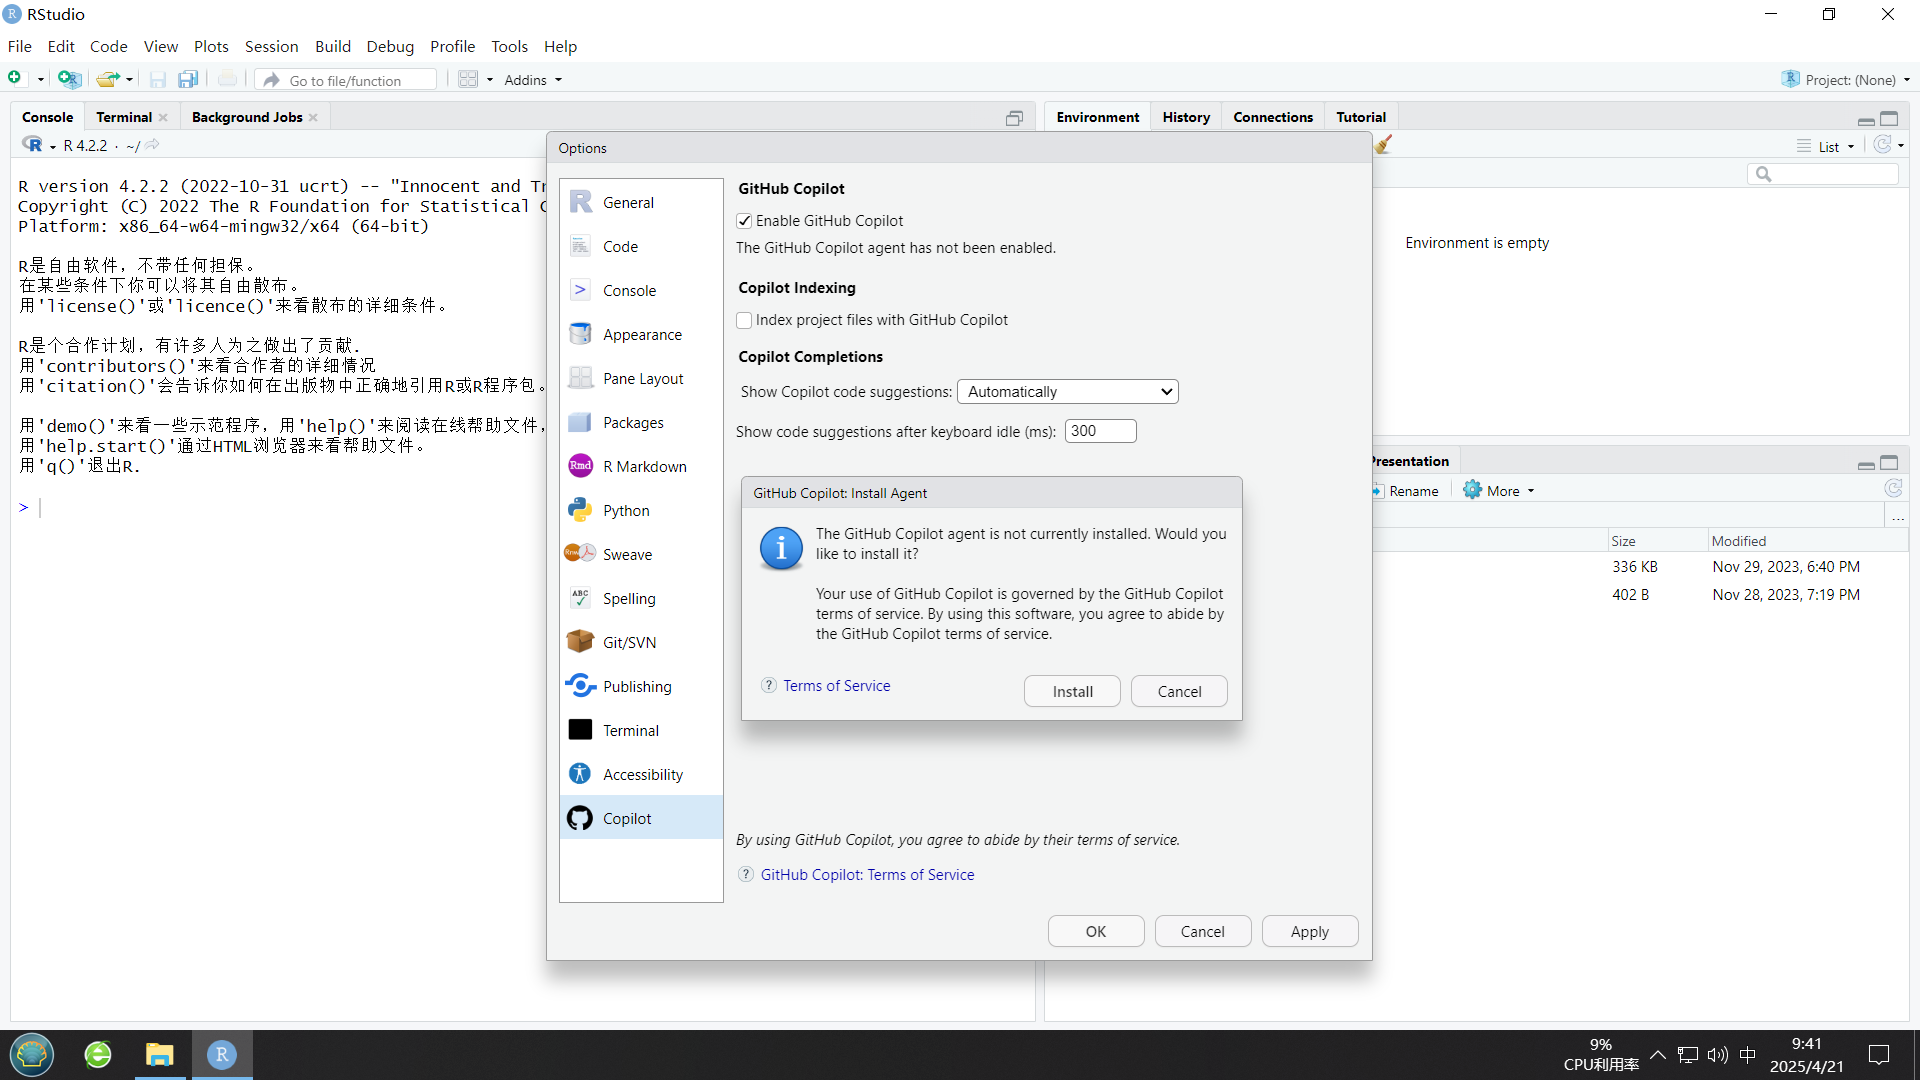 RStudio
File Edit Code View Plots Session Build Debug Profile Tools Help
Go to file/function
Addins
Project: (None)
Console
Terminal
Background Jobs
R 4.2.2 · ~/
R version 4.2.2 (2022-10-31 ucrt) -- "Innocent and Tr
Copyright (C) 2022 The R Foundation for Statistical C
Platform: x86_64-w64-mingw32/x64 (64-bit)
R是自由软件，不带任何担保。
在某些条件下你可以将其自由散布。
用'license()'或'licence()'来看散布的详细条件。
R是个合作计划，有许多人为之做出了贡献.
用'contributors()'来看合作者的详细情况
用'citation()'会告诉你如何在出版物中正确地引用R或R程序包。
用'demo()'来看一些示范程序，用'help()'来阅读在线帮助文件，
用'help.start()'通过HTML浏览器来看帮助文件。
用'q()'退出R.
>
Options
General
Code
Console
Appearance
Pane Layout
Packages
R Markdown
Python
Sweave
Spelling
Git/SVN
Publishing
Terminal
Accessibility
Copilot
GitHub Copilot
Enable GitHub Copilot
The GitHub Copilot agent has not been enabled.
Copilot Indexing
Index project files with GitHub Copilot
Copilot Completions
Show Copilot code suggestions: Automatically
Show code suggestions after keyboard idle (ms): 300
GitHub Copilot: Install Agent
The GitHub Copilot agent is not currently installed. Would you
like to install it?
Your use of GitHub Copilot is governed by the GitHub Copilot
terms of service. By using this software, you agree to abide by
the GitHub Copilot terms of service.
Terms of Service
Install
Cancel
By using GitHub Copilot, you agree to abide by their terms of service.
GitHub Copilot: Terms of Service
OK
Cancel
Apply
Environment
History
Connections
Tutorial
List
Environment is empty
Presentation
Rename
More
...
Size
Modified
336 KB Nov 29, 2023, 6:40 PM
402 B Nov 28, 2023, 7:19 PM
9%
CPU利用率
中
9:41
2025/4/21